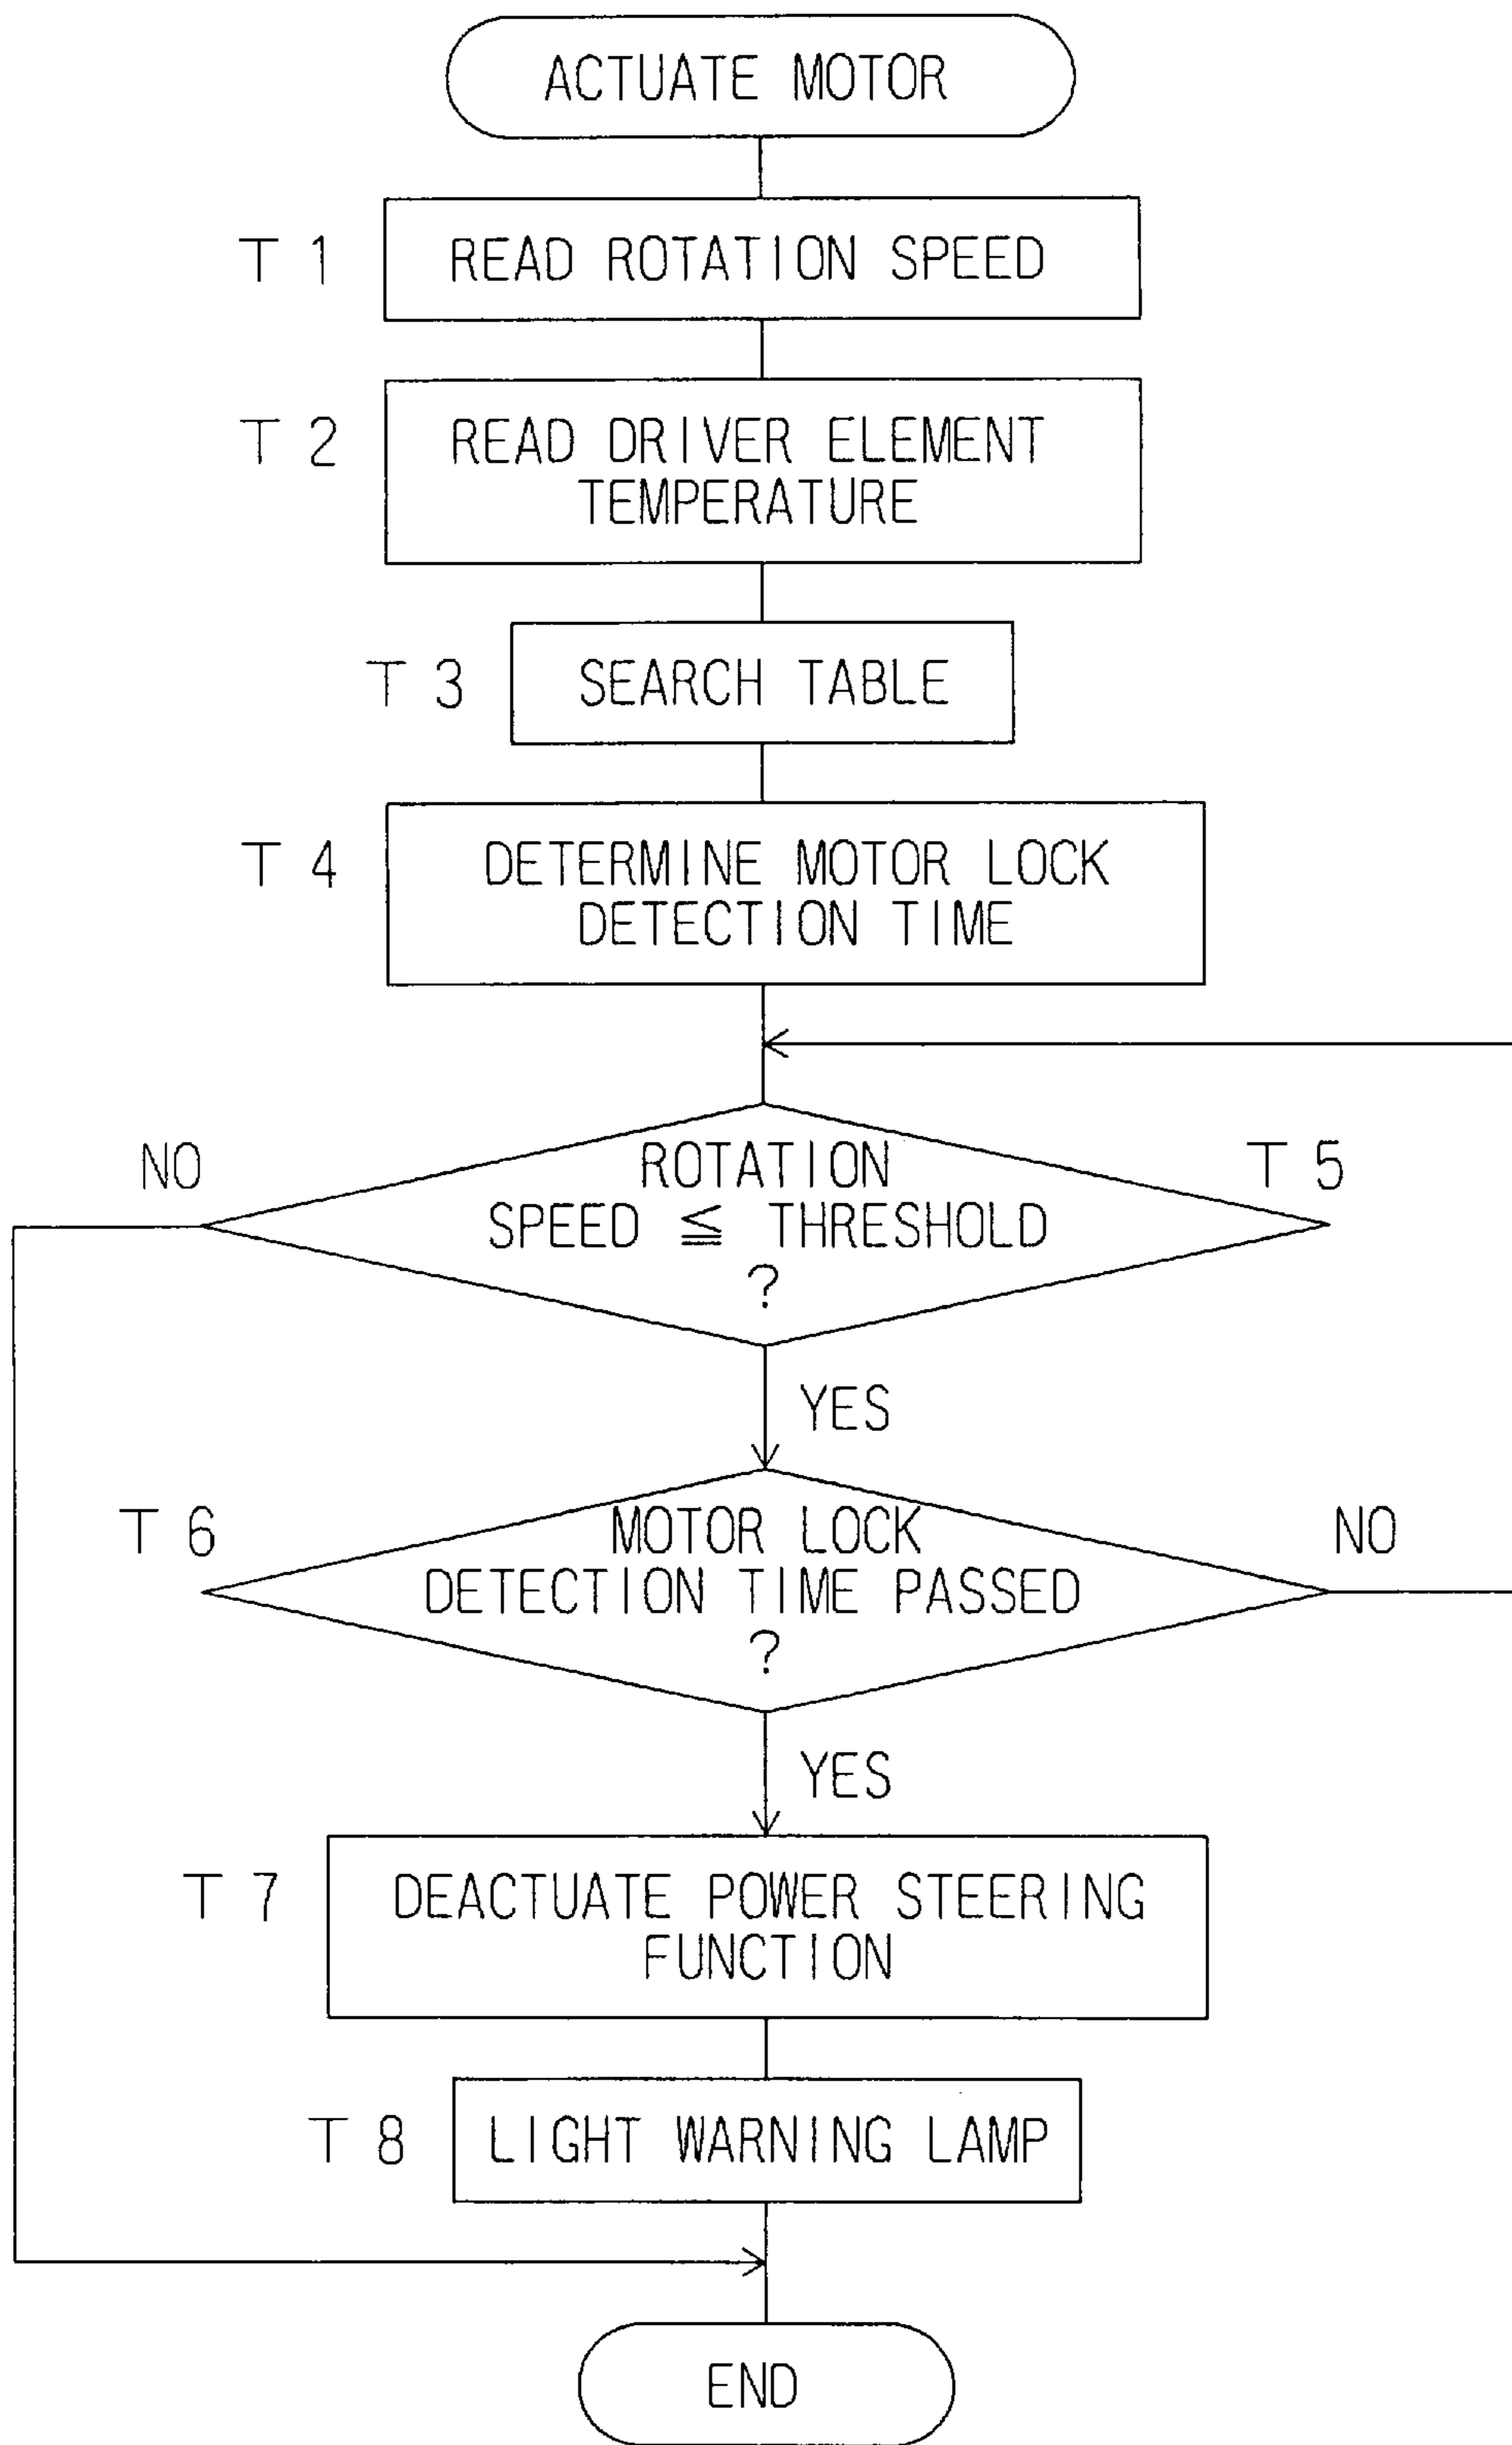 ACTUATE MOTOR
T 1
READ ROTATION SPEED
T 2
READ DRIVER ELEMENT
TEMPERATURE
T 3
SEARCH TABLE
T 4
DETERMINE MOTOR LOCK
DETECTION TIME
NO
ROTATION
T 5
SPEED ≦ THRESHOLD
?
YES
T 6
MOTOR LOCK
NO
DETECTION TIME PASSED
?
YES
T 7
DEACTUATE POWER STEERING
FUNCTION
T 8
LIGHT WARNING LAMP
END